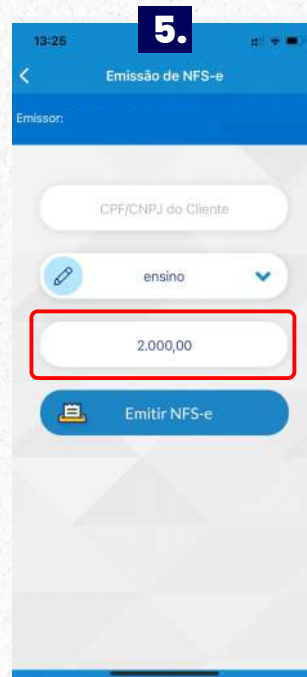 5.
13:25
Emissão de NFS-e
Emissor:
CPF/CNPJ do Cliente
ensino
2.000,00
Emitir NFS-e